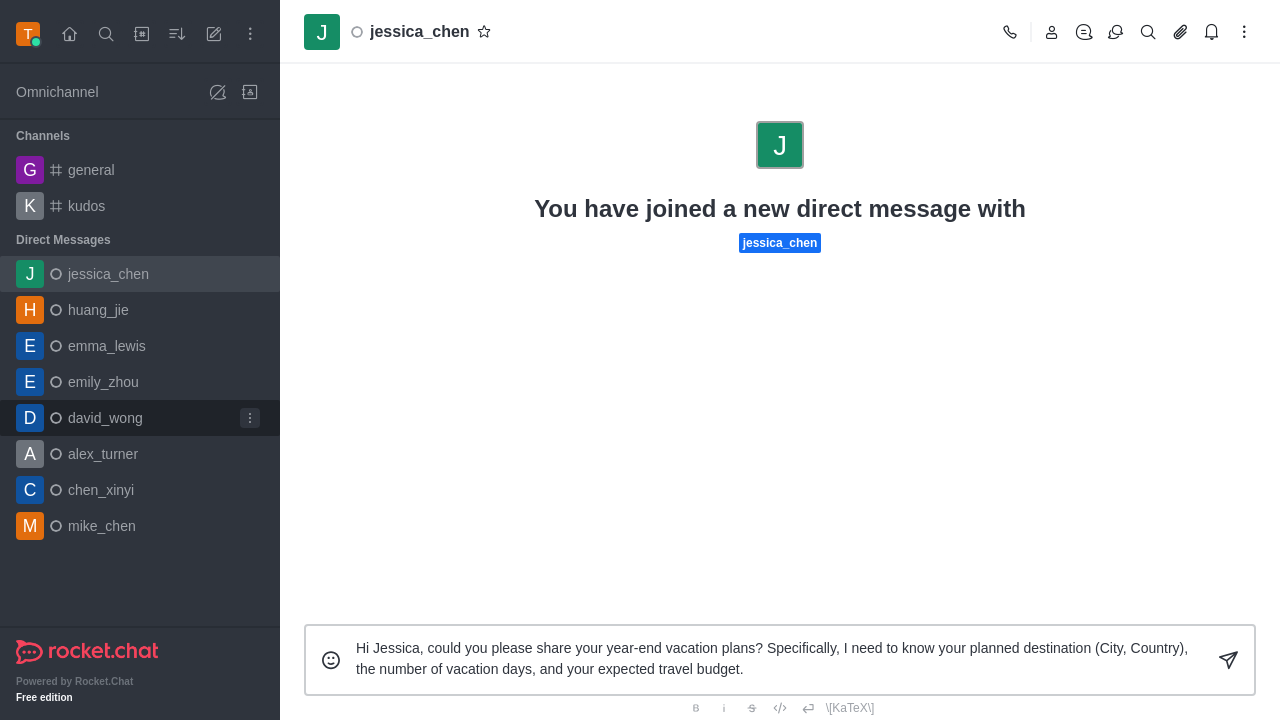 T
Omnichannel
Channels
G general
K kudos
Direct Messages
J jessica_chen
H huang_jie
E emma_lewis
E emily_zhou
D david_wong
A alex_turner
C chen_xinyi
M mike_chen
rocket.chat
Powered by Rocket.Chat
Free edition
J jessica_chen
J
You have joined a new direct message with
jessica_chen
Hi Jessica, could you please share your year-end vacation plans? Specifically, I need to know your planned destination (City, Country),
the number of vacation days, and your expected travel budget.
B i S \[KaTeX\]